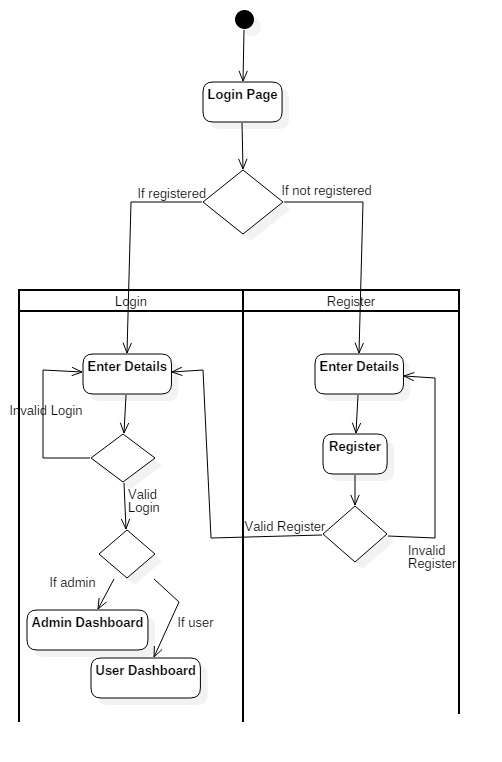 Login Page
If registered
If not registered
Login
Register
Enter Details
Enter Details
Invalid Login
Register
Valid
Login
Valid Register
Invalid
Register
If admin
Admin Dashboard
If user
User Dashboard